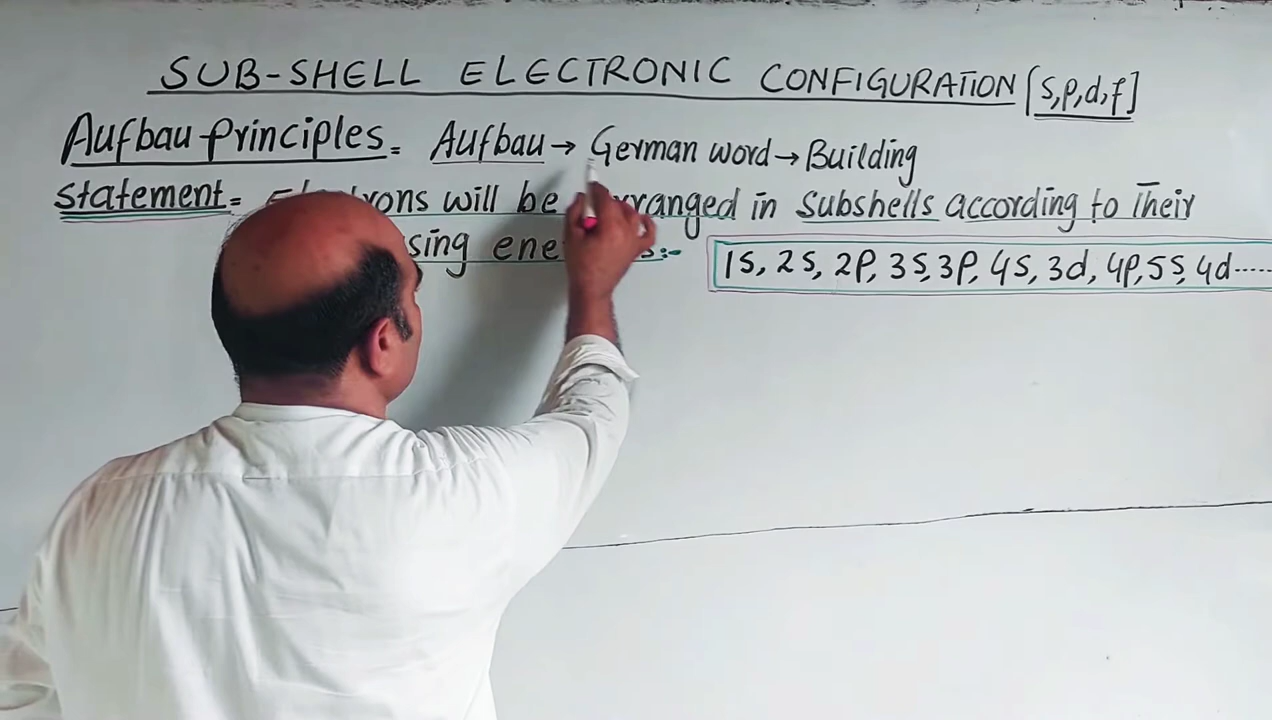 SUB-SHELL ELECTRONIC CONFIGURATION [S,P,d,f]
Aufbau principles = Aufbau → German word → Building
Statement = will be in Subshells according to Their
:- 1S, 2S, 2P, 3S, 3P, 4S, 3d, 4P, 5S, 4d......